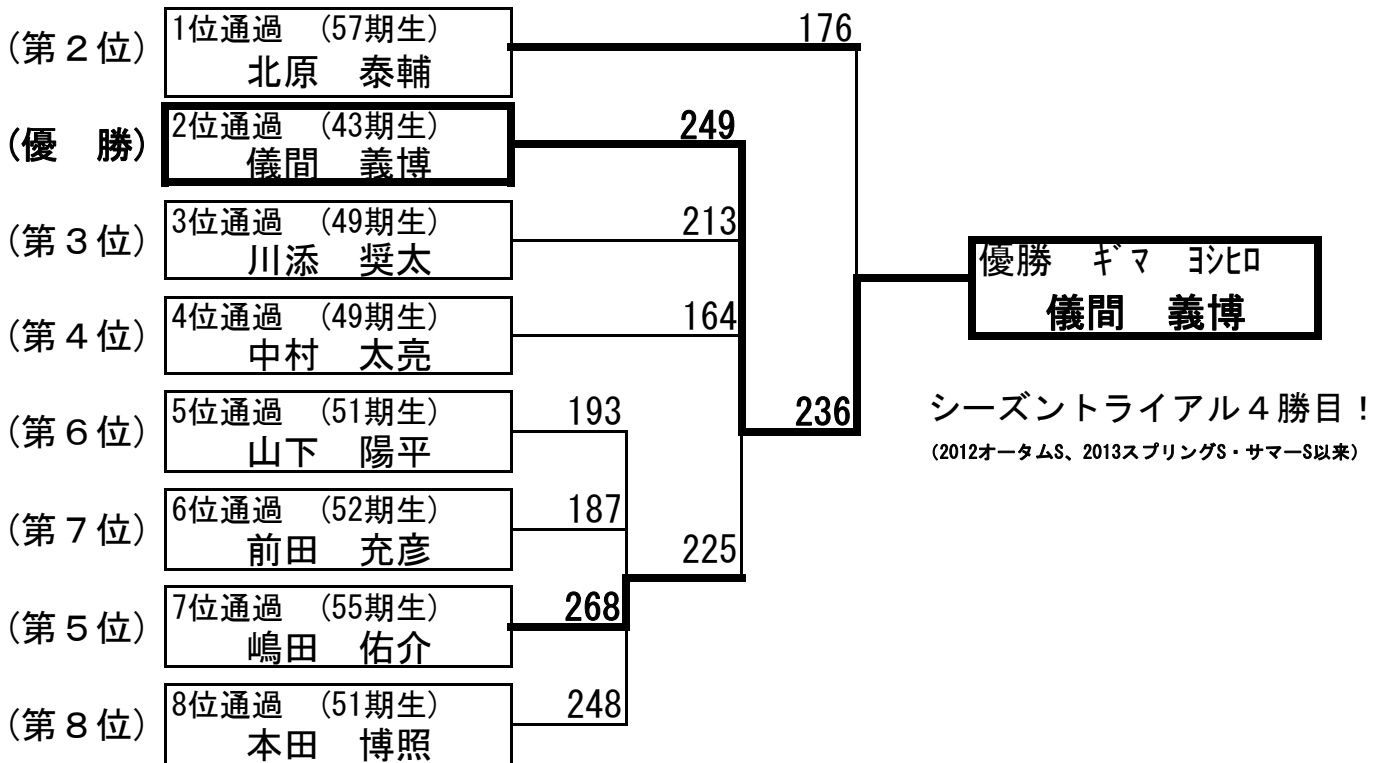 (第２位)
1位通過　(57期生)
北原　泰輔
176
(優　勝)
2位通過　(43期生)
儀間　義博
249
(第３位)
3位通過　(49期生)
川添　奨太
213
(第４位)
4位通過　(49期生)
中村　太亮
164
(第６位)
5位通過　(51期生)
山下　陽平
193
(第７位)
6位通過　(52期生)
前田　充彦
187
(第５位)
7位通過　(55期生)
嶋田　佑介
268
(第８位)
8位通過　(51期生)
本田　博照
248
225
236
優勝　ｷﾞﾏ　ﾖｼﾋﾛ
儀間　義博
シーズントライアル４勝目！
(2012オータムS、2013スプリングS・サマーS以来)